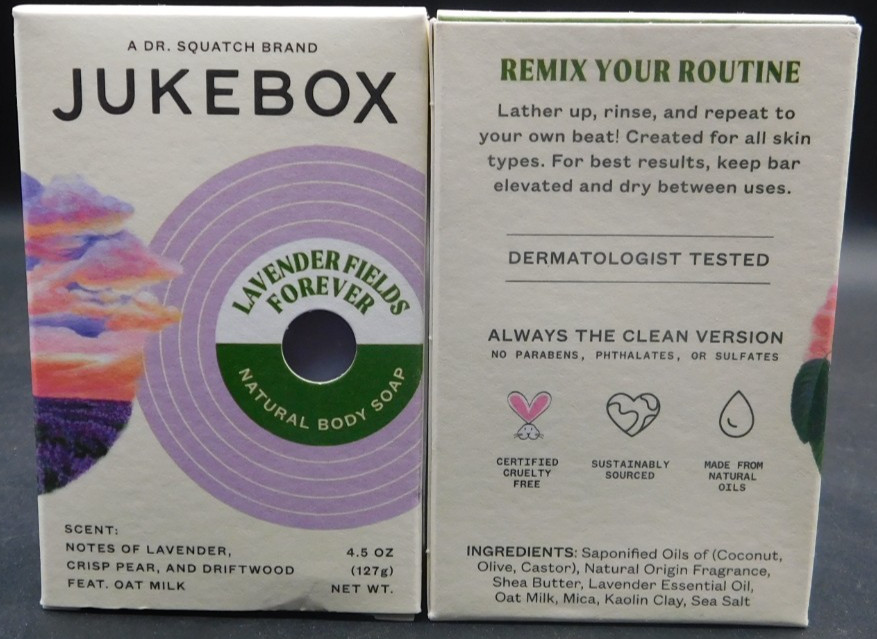 A DR. SQUATCH BRAND
JUKEBOX
LAVENDER FIELDS
FOREVER
NATURAL BODY SOAP
SCENT:
NOTES OF LAVENDER,
CRISP PEAR, AND DRIFTWOOD
FEAT. OAT MILK
4.5 OZ
(127g)
NET WT.
REMIX YOUR ROUTINE
Lather up, rinse, and repeat to
your own beat! Created for all skin
types. For best results, keep bar
elevated and dry between uses.
DERMATOLOGIST TESTED
ALWAYS THE CLEAN VERSION
NO PARABENS, PHTHALATES, OR SULFATES
CERTIFIED
CRUELTY
FREE
SUSTAINABLY
SOURCED
MADE FROM
NATURAL
OILS
INGREDIENTS: Saponified Oils of (Coconut,
Olive, Castor), Natural Origin Fragrance,
Shea Butter, Lavender Essential Oil,
Oat Milk, Mica, Kaolin Clay, Sea Salt